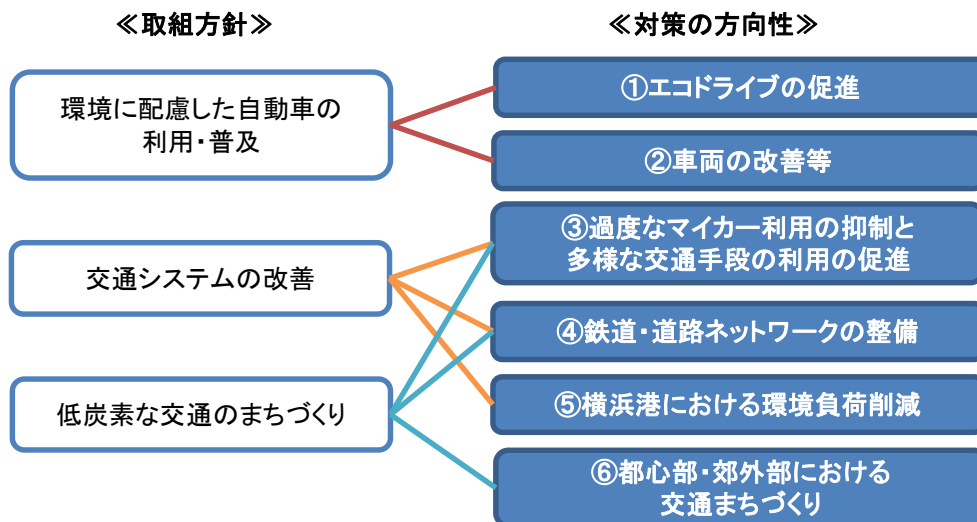 ≪取組方針≫
≪対策の方向性≫
環境に配慮した自動車の
利用・普及
①エコドライブの促進
②車両の改善等
交通システムの改善
③過度なマイカー利用の抑制と
多様な交通手段の利用の促進
④鉄道・道路ネットワークの整備
低炭素な交通のまちづくり
⑤横浜港における環境負荷削減
⑥都心部・郊外部における
交通まちづくり